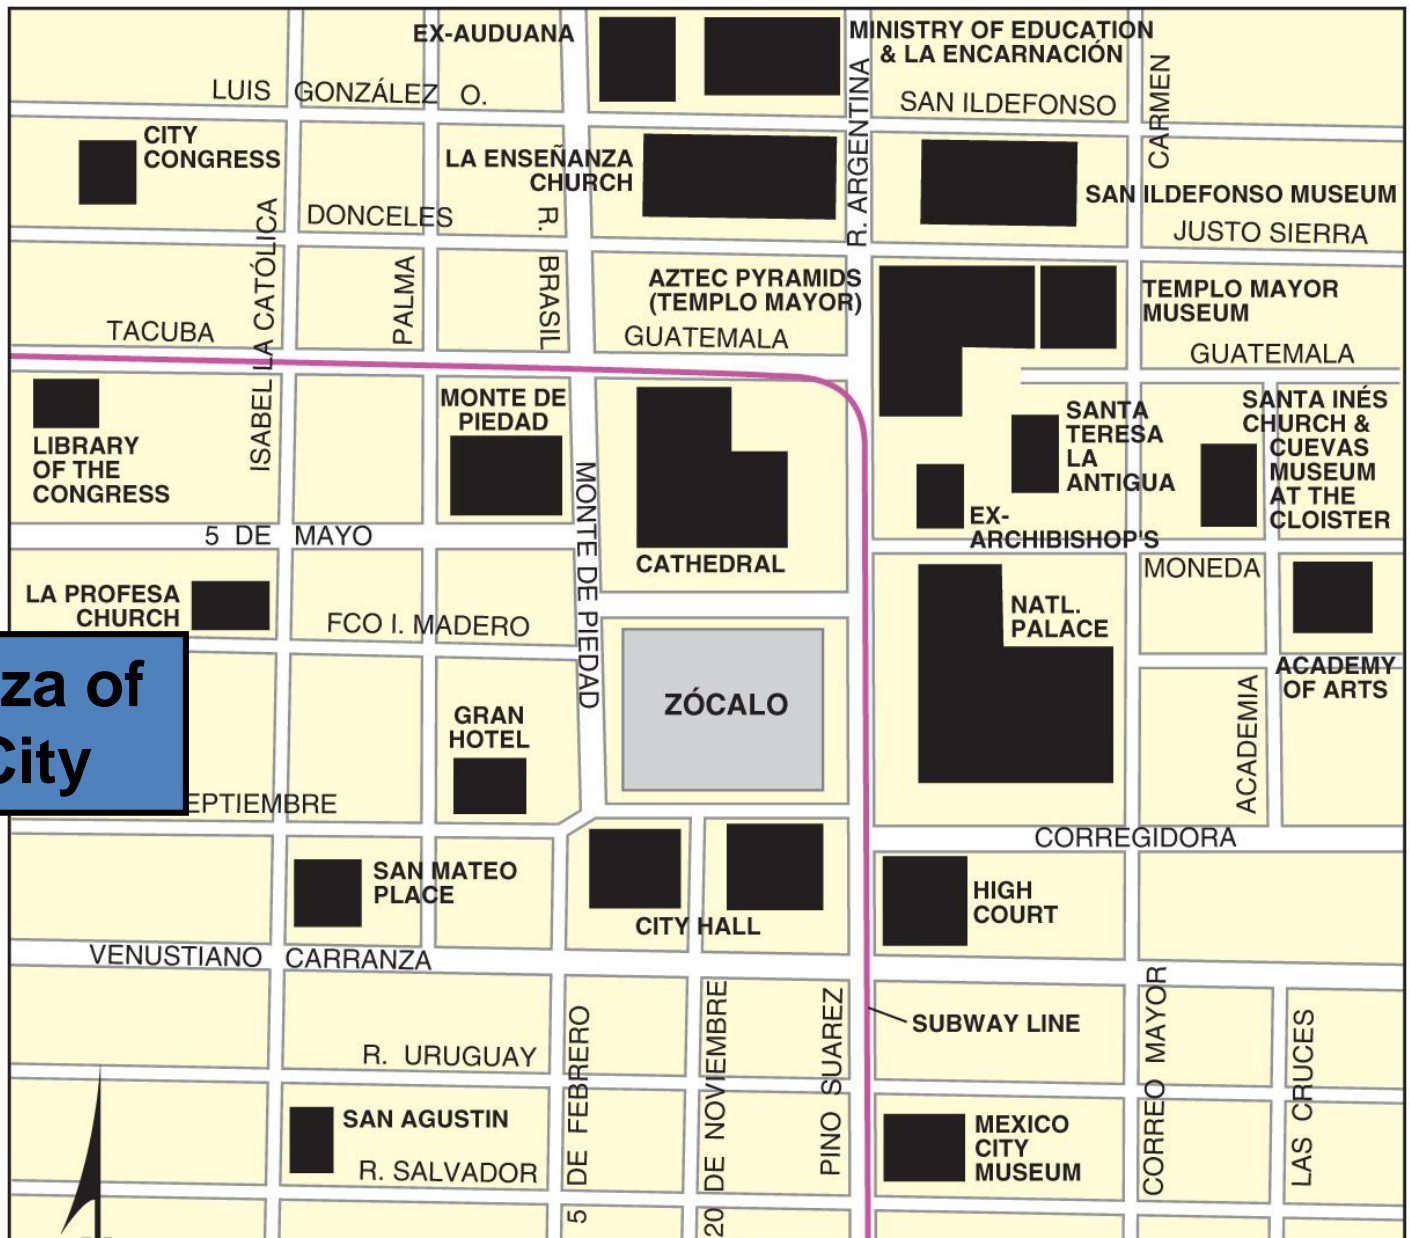 EX-AUDUANA
MINISTRY OF EDUCATION
& LA ENCARNACIÓN
LUIS GONZÁLEZ O.
SAN ILDEFONSO
R. ARGENTINA
CARMEN
CITY
CONGRESS
LA ENSEÑANZA
CHURCH
SAN ILDEFONSO MUSEUM
DONCELES
JUSTO SIERRA
ISABEL LA CATÓLICA
PALMA
R. BRASIL
AZTEC PYRAMIDS
(TEMPLO MAYOR)
TEMPLO MAYOR
MUSEUM
TACUBA
GUATEMALA
GUATEMALA
LIBRARY
OF THE
CONGRESS
MONTE DE
PIEDAD
MONTE DE PIEDAD
CATHEDRAL
SANTA
TERESA
LA
ANTIGUA
SANTA INÉS
CHURCH &
CUEVAS
MUSEUM
AT THE
CLOISTER
EX-
ARCHIBISHOP'S
5 DE MAYO
MONEDA
LA PROFESA
CHURCH
FCO I. MADERO
NATL.
PALACE
ACADEMY
OF ARTS
za of
City
ZÓCALO
GRAN
HOTEL
ACADEMIA
EPTIEMBRE
CORREGIDORA
SAN MATEO
PLACE
CITY HALL
HIGH
COURT
VENUSTIANO CARRANZA
SUBWAY LINE
R. URUGUAY
5 DE FEBRERO
20 DE NOVIEMBRE
PINO SUAREZ
CORREO MAYOR
LAS CRUCES
SAN AGUSTIN
R. SALVADOR
MEXICO
CITY
MUSEUM